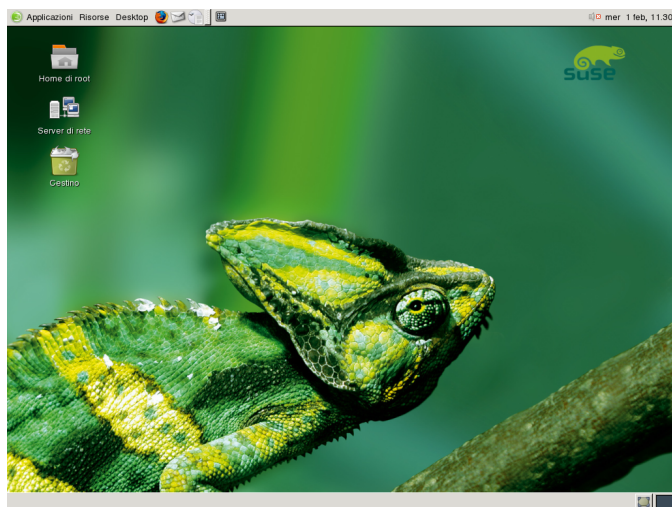 Applicazioni Risorse Desktop
mer 1 feb, 11.30
Home di root
SUSE
Server di rete
Cestino